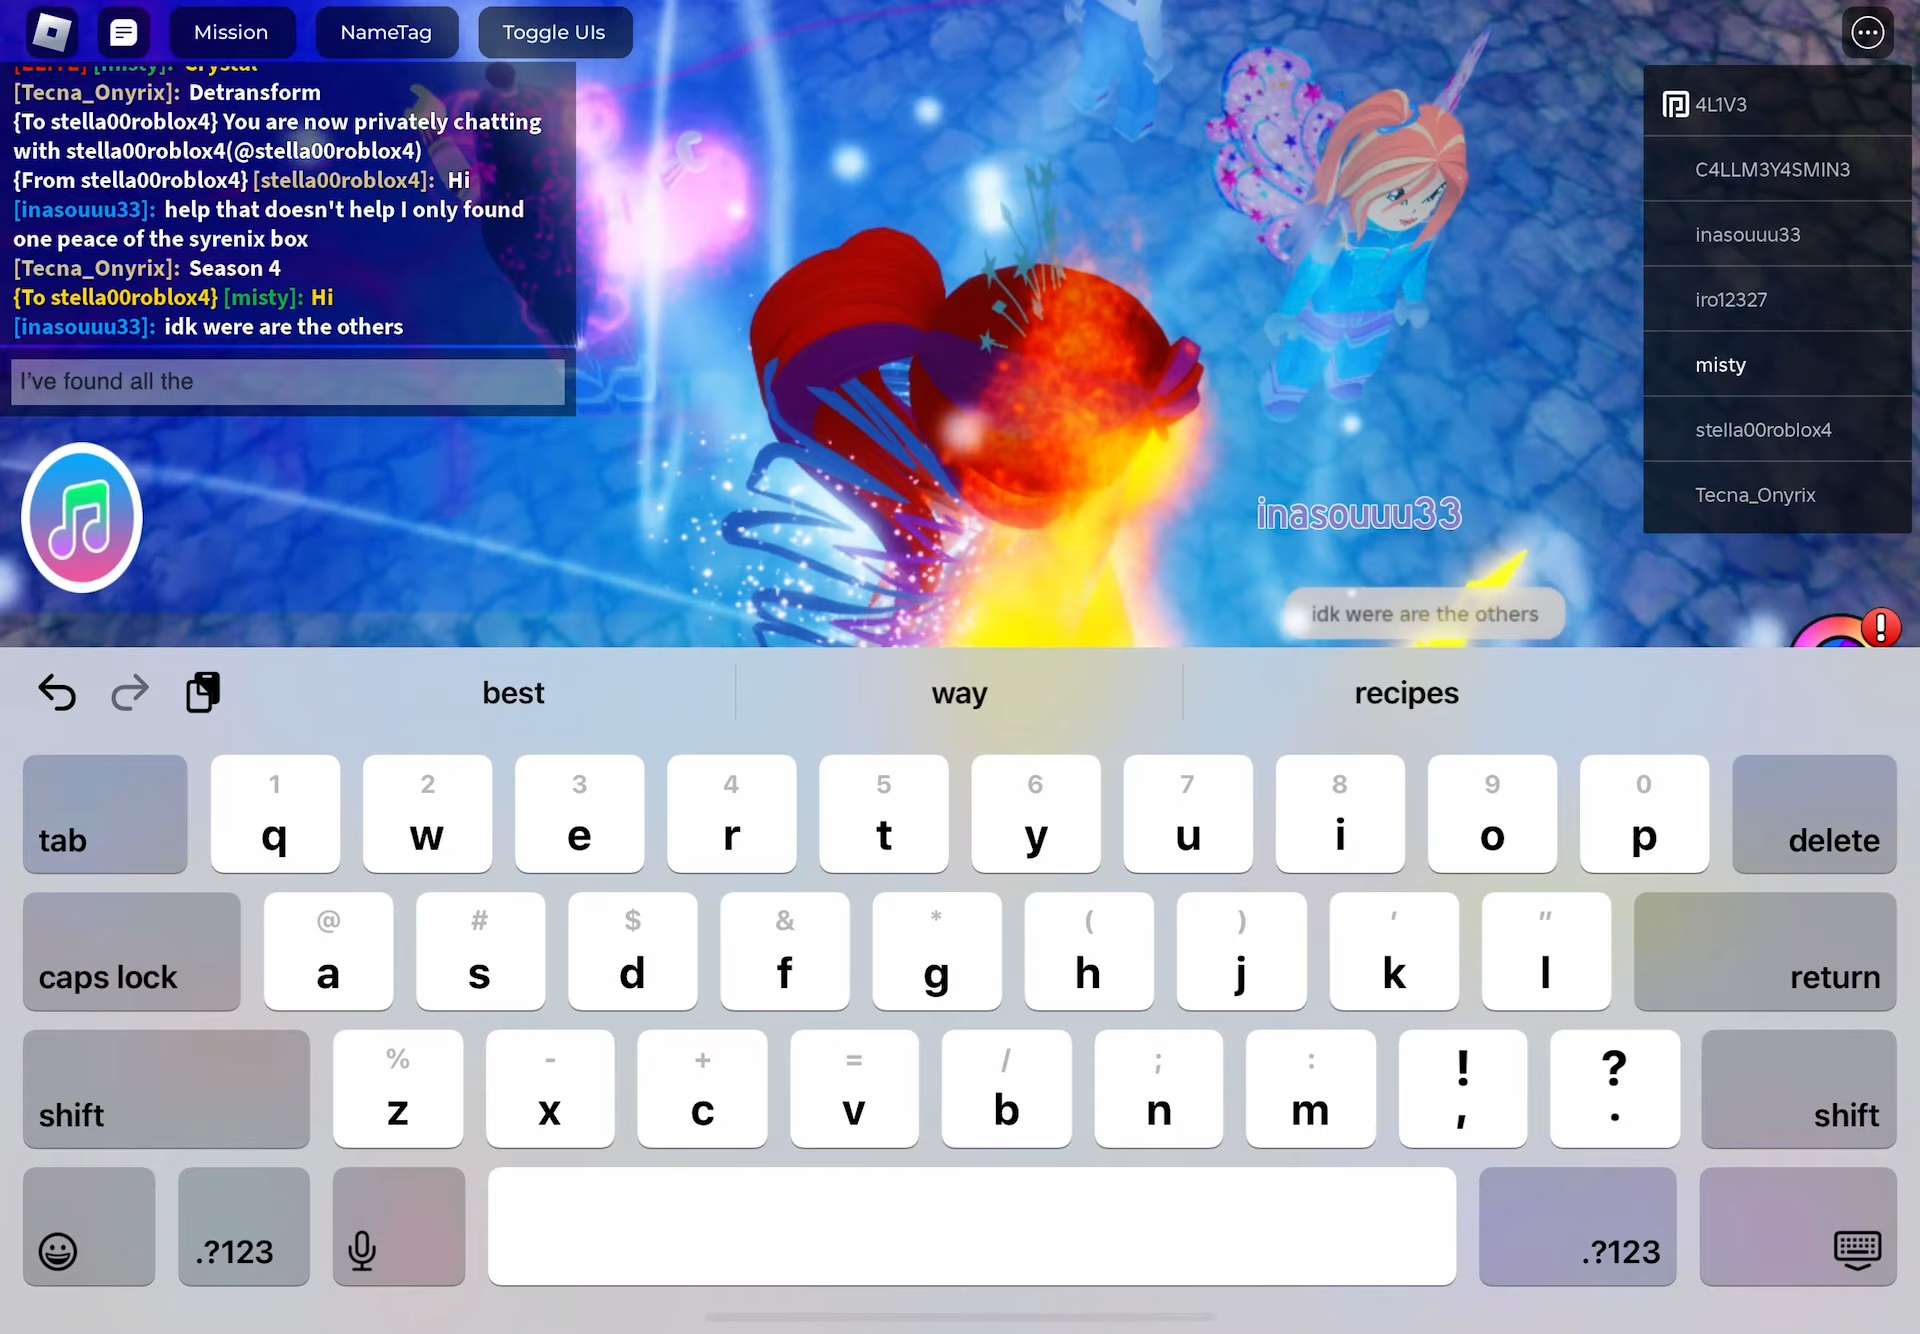 Mission
NameTag
Toggle UIs
[misty]: Crystal
[Tecna_Onyrix]: Detransform
{To stella00roblox4} You are now privately chatting
with stella00roblox4(@stella00roblox4)
{From stella00roblox4} [stella00roblox4]: Hi
[inasouuu33]: help that doesn't help I only found
one peace of the syrenix box
[Tecna_Onyrix]: Season 4
{To stella00roblox4} [misty]: Hi
[inasouuu33]: idk were are the others
I've found all the
4L1V3
C4LLM3Y4SMIN3
inasouuu33
iro12327
misty
stella00roblox4
Tecna_Onyrix
inasouuu33
idk were are the others
!
best way recipes
1 2 3 4 5 6 7 8 9 0
tab q w e r t y u i o p delete
@ # $ & * ( ) ' "
caps lock a s d f g h j k l return
% - + = / ; : ! ?
shift z x c v b n m , . shift
.?123 .?123